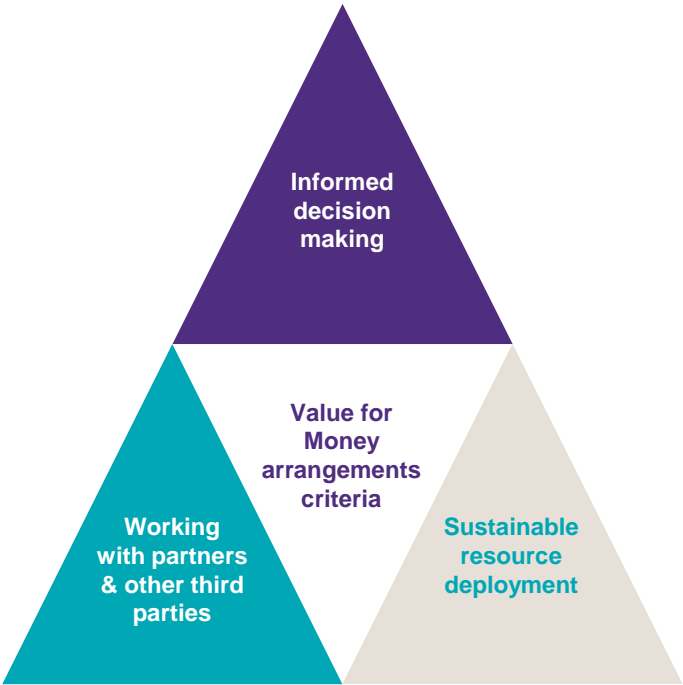 Informed
decision
making
Value for
Money
arrangements
criteria
Working
with partners
& other third
parties
Sustainable
resource
deployment